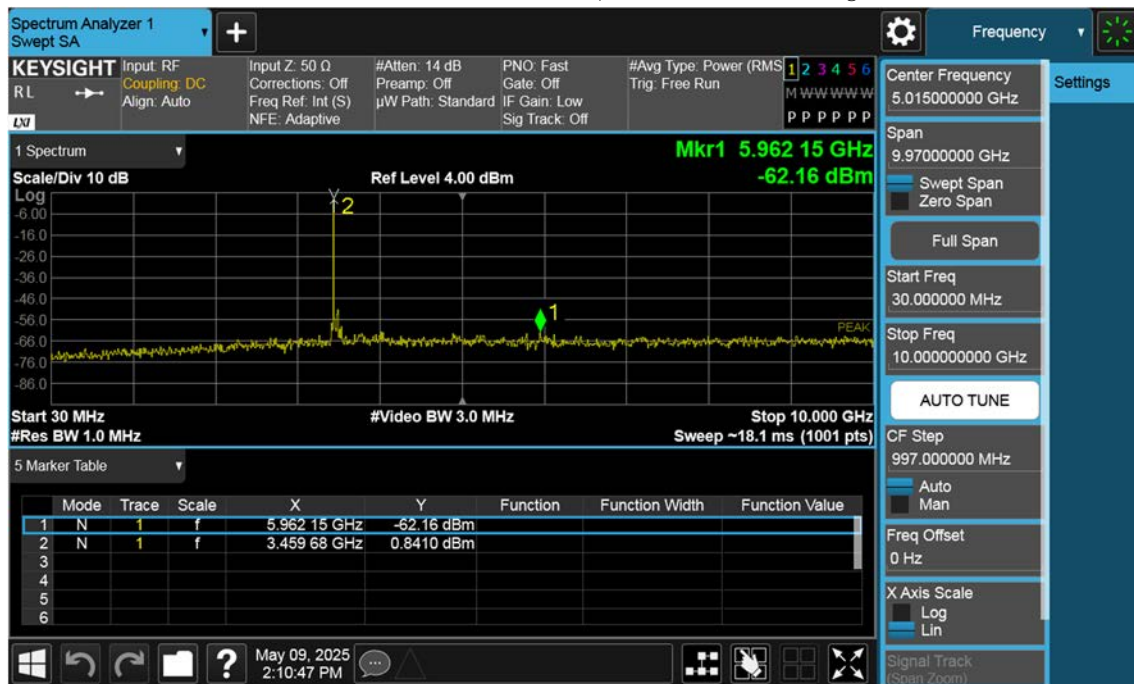 Spectrum Analyzer 1
Swept SA
Frequency
KEYSIGHT
RL
LXI
Input: RF
Coupling: DC
Align: Auto
Input Z: 50 Ω
Corrections: Off
Freq Ref: Int (S)
NFE: Adaptive
#Atten: 14 dB
Preamp: Off
µW Path: Standard
PNO: Fast
Gate: Off
IF Gain: Low
Sig Track: Off
#Avg Type: Power (RMS
Trig: Free Run
1 2 3 4 5 6
M W W W W W
P P P P P P
1 Spectrum
Mkr1 5.962 15 GHz
-62.16 dBm
Scale/Div 10 dB
Ref Level 4.00 dBm
Log
-6.00
-16.0
-26.0
-36.0
-46.0
-56.0
-66.0
-76.0
-86.0
2
1
PEAK
Start 30 MHz
#Video BW 3.0 MHz
Stop 10.000 GHz
#Res BW 1.0 MHz
Sweep ~18.1 ms (1001 pts)
5 Marker Table
Mode Trace Scale X Y Function Function Width Function Value
1 N 1 f 5.962 15 GHz -62.16 dBm
2 N 1 f 3.459 68 GHz 0.8410 dBm
3
4
5
6
Center Frequency
5.015000000 GHz
Settings
Span
9.97000000 GHz
Swept Span
Zero Span
Full Span
Start Freq
30.000000 MHz
Stop Freq
10.000000000 GHz
AUTO TUNE
CF Step
997.000000 MHz
Auto
Man
Freq Offset
0 Hz
X Axis Scale
Log
Lin
Signal Track
(Span Zoom)
May 09, 2025
2:10:47 PM